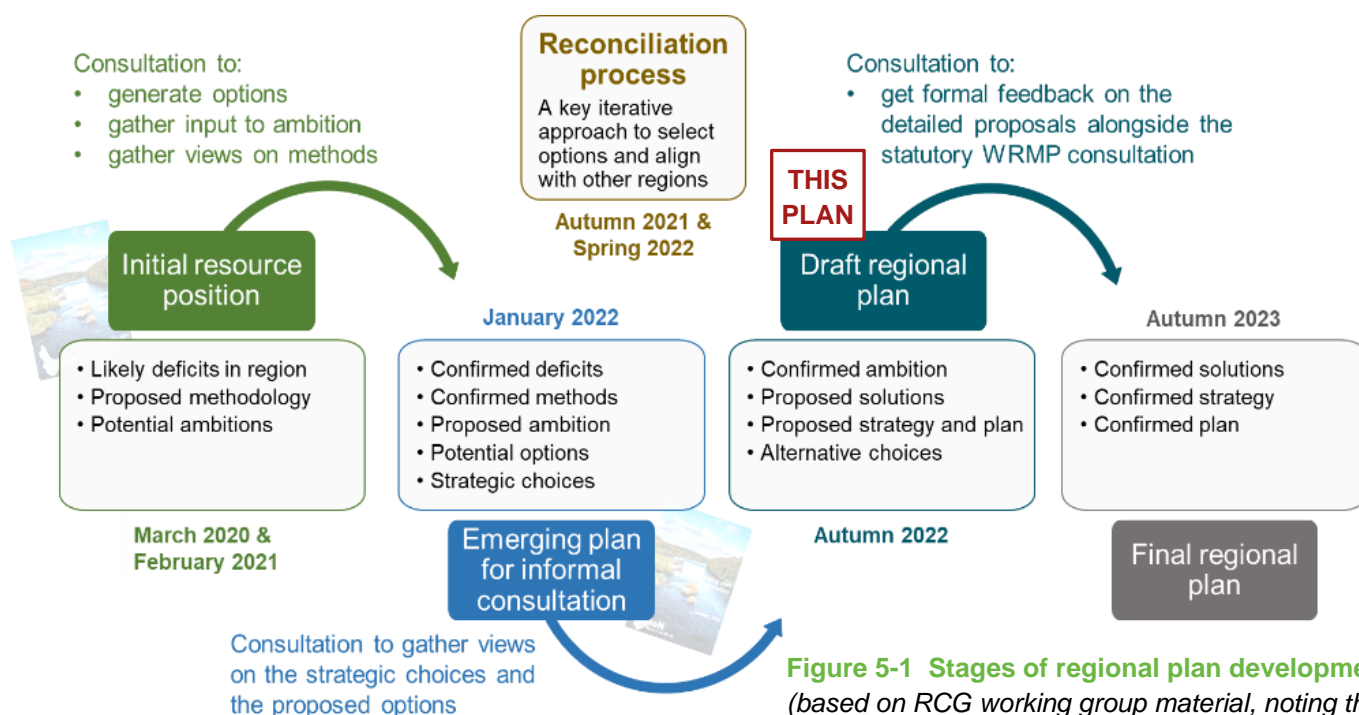 Consultation to:
• generate options
• gather input to ambition
• gather views on methods
Reconciliation
process
A key iterative
approach to select
options and align
with other regions
Autumn 2021 &
Spring 2022
Consultation to:
• get formal feedback on the
detailed proposals alongside the
statutory WRMP consultation
THIS
PLAN
Initial resource
position
• Likely deficits in region
• Proposed methodology
• Potential ambitions
March 2020 &
February 2021
January 2022
• Confirmed deficits
• Confirmed methods
• Proposed ambition
• Potential options
• Strategic choices
Emerging plan
for informal
consultation
Consultation to gather views
on the strategic choices and
the proposed options
Draft regional
plan
• Confirmed ambition
• Proposed solutions
• Proposed strategy and plan
• Alternative choices
Autumn 2022
Autumn 2023
• Confirmed solutions
• Confirmed strategy
• Confirmed plan
Final regional
plan
Figure 5-1 Stages of regional plan developme
(based on RCG working group material, noting th